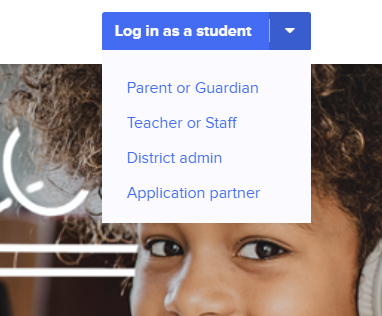 Log in as a student
Parent or Guardian
Teacher or Staff
District admin
Application partner